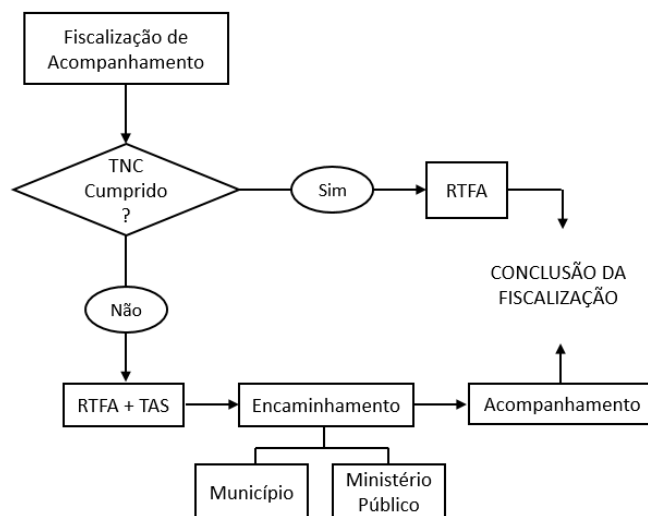 Fiscalização de
Acompanhamento
TNC
Cumprido
?
Sim
RTFA
CONCLUSÃO DA
FISCALIZAÇÃO
Não
RTFA + TAS
Encaminhamento
Acompanhamento
Município
Ministério
Público